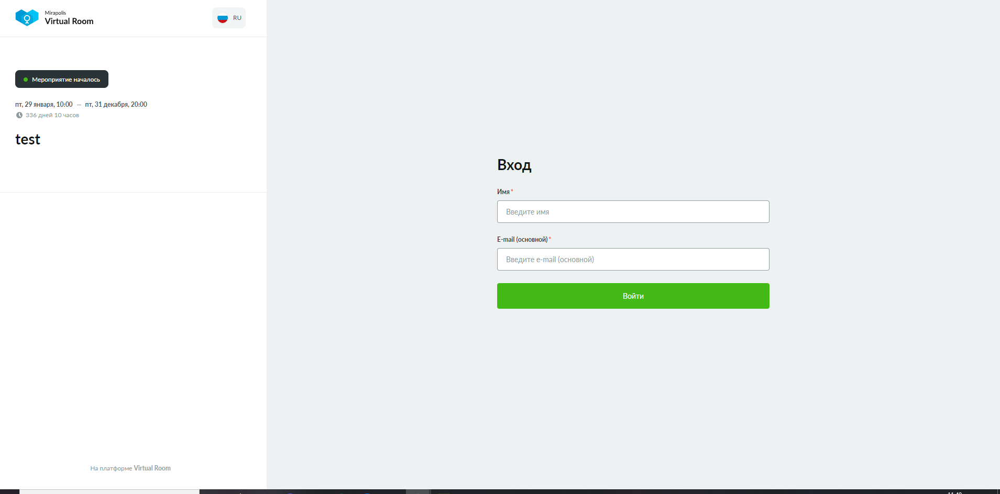 Mirapolis
Virtual Room
RU
Мероприятие началось
пт, 29 января, 10:00 — пт, 31 декабря, 20:00
336 дней 10 часов
test
Вход
Имя *
Введите имя
E-mail (основной) *
Введите e-mail (основной)
Войти
На платформе Virtual Room